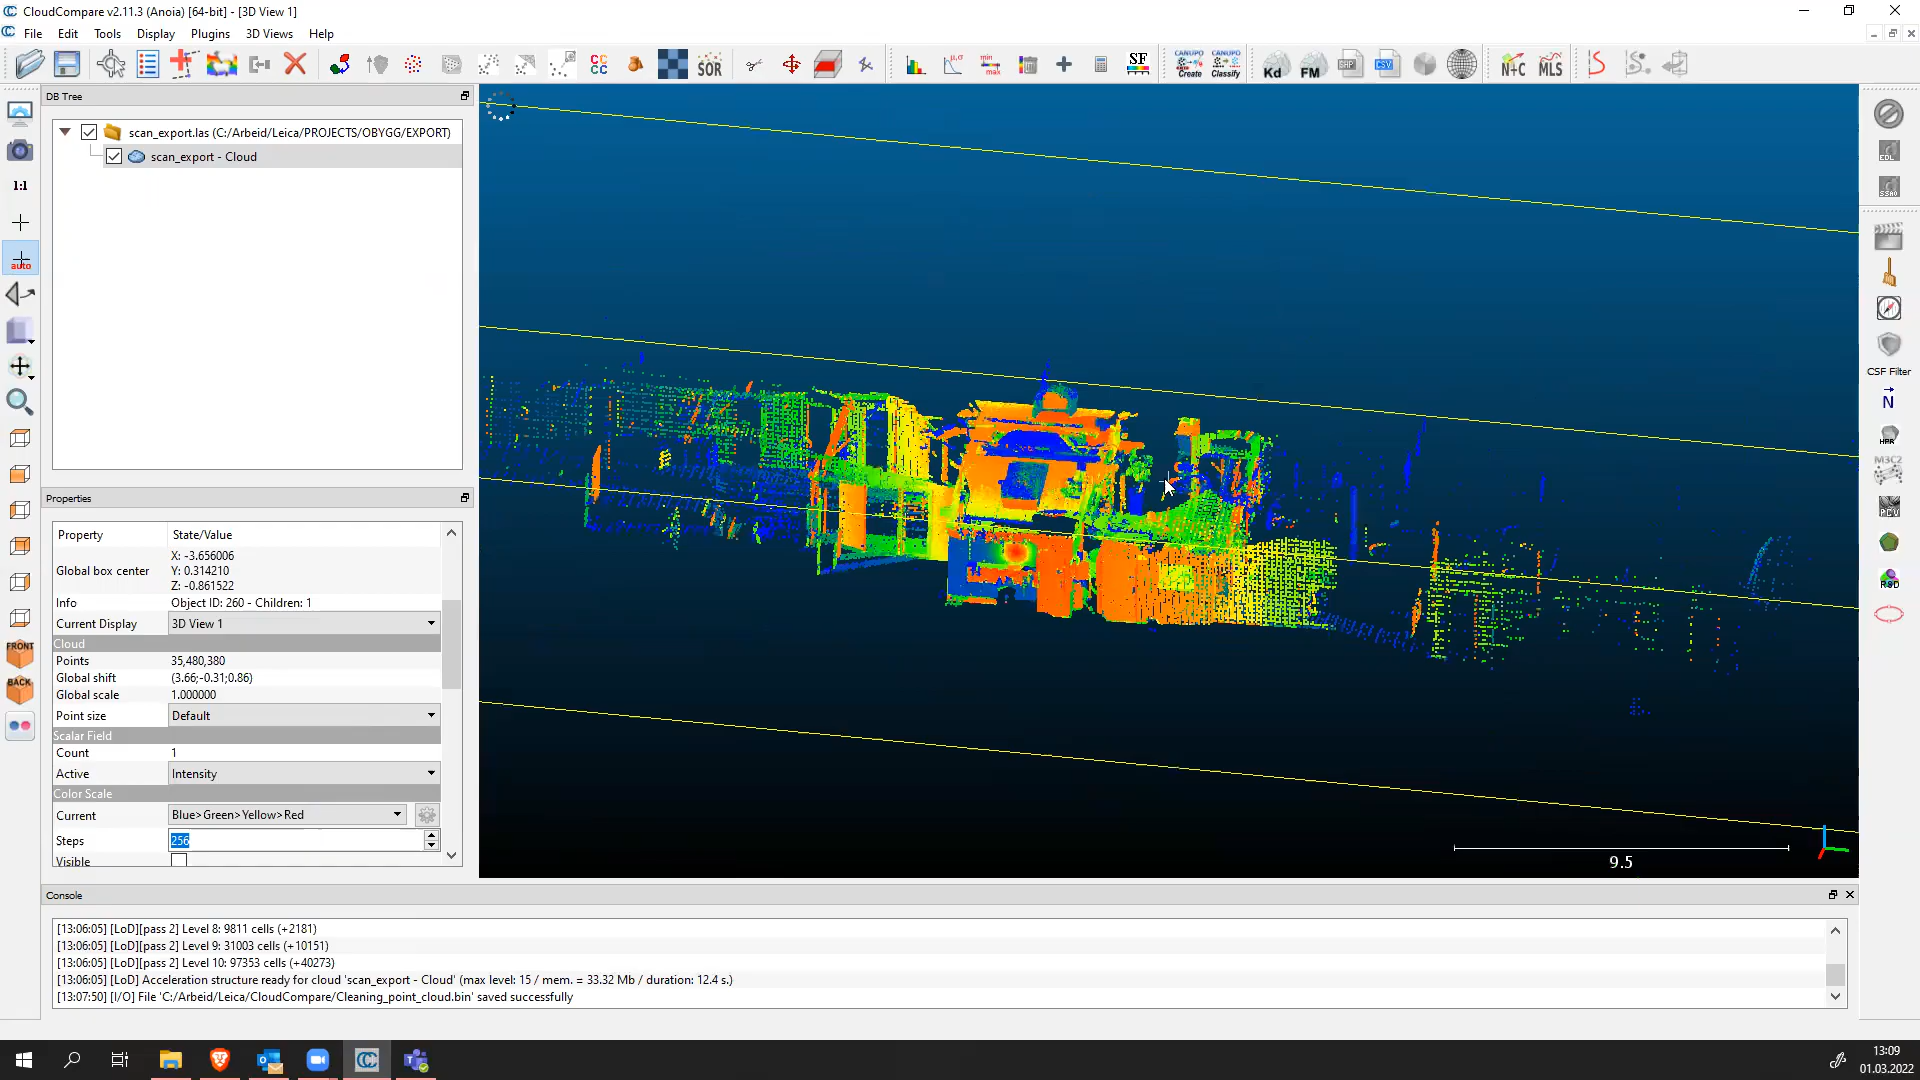 CloudCompare v2.11.3 (Anoia) [64-bit] - [3D View 1]
File Edit Tools Display Plugins 3D Views Help
SOR SF CANUPO Create CANUPO Classify Kd FM SHP CSV N+C MLS
DB Tree
scan_export.las (C:/Arbeid/Leica/PROJECTS/OBYGG/EXPORT)
scan_export - Cloud
1:1
auto
FRONT
BACK
Properties
Property State/Value
X: -3.656006
Global box center Y: 0.314210
Z: -0.861522
Info Object ID: 260 - Children: 1
Current Display 3D View 1
Cloud
Points 35,480,380
Global shift (3.66;-0.31;0.86)
Global scale 1.000000
Point size Default
Scalar Field
Count 1
Active Intensity
Color Scale
Current Blue>Green>Yellow>Red
Steps 256
Visible
9.5
EDL
SSAO
CSF Filter
N
HPR
M3C2
PCV
RSD
Console
[13:06:05] [LoD][pass 2] Level 8: 9811 cells (+2181)
[13:06:05] [LoD][pass 2] Level 9: 31003 cells (+10151)
[13:06:05] [LoD][pass 2] Level 10: 97353 cells (+40273)
[13:06:05] [LoD] Acceleration structure ready for cloud 'scan_export - Cloud' (max level: 15 / mem. = 33.32 Mb / duration: 12.4 s.)
[13:07:50] [I/O] File 'C:/Arbeid/Leica/CloudCompare/Cleaning_point_cloud.bin' saved successfully
13:09
01.03.2022